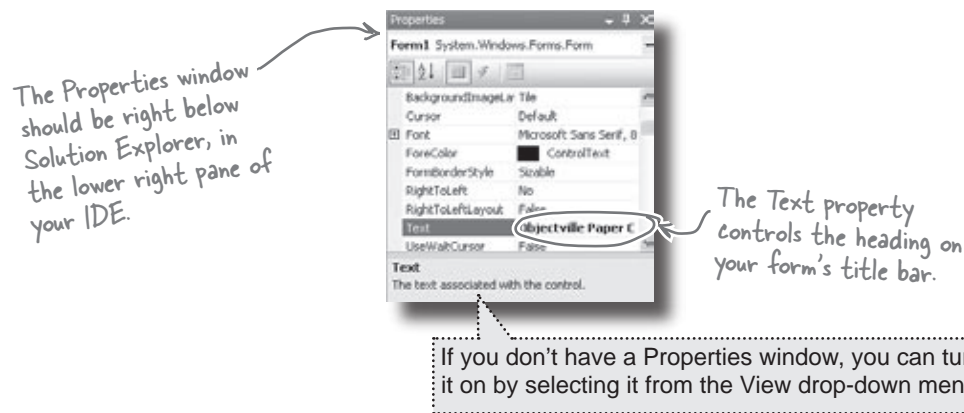 Properties
Form1 System.Windows.Forms.Form
The Properties window
should be right below
Solution Explorer, in
the lower right pane of
your IDE.
BackgroundImageLa Tile
Cursor Default
Font Microsoft Sans Serif, 8
ForeColor ControlText
FormBorderStyle Sizable
RightToLeft No
RightToLeftLayout False
Text Objectville Paper C
UseWaitCursor False
Text
The text associated with the control.
The Text property
controls the heading on
your form's title bar.
If you don't have a Properties window, you can tu
it on by selecting it from the View drop-down men